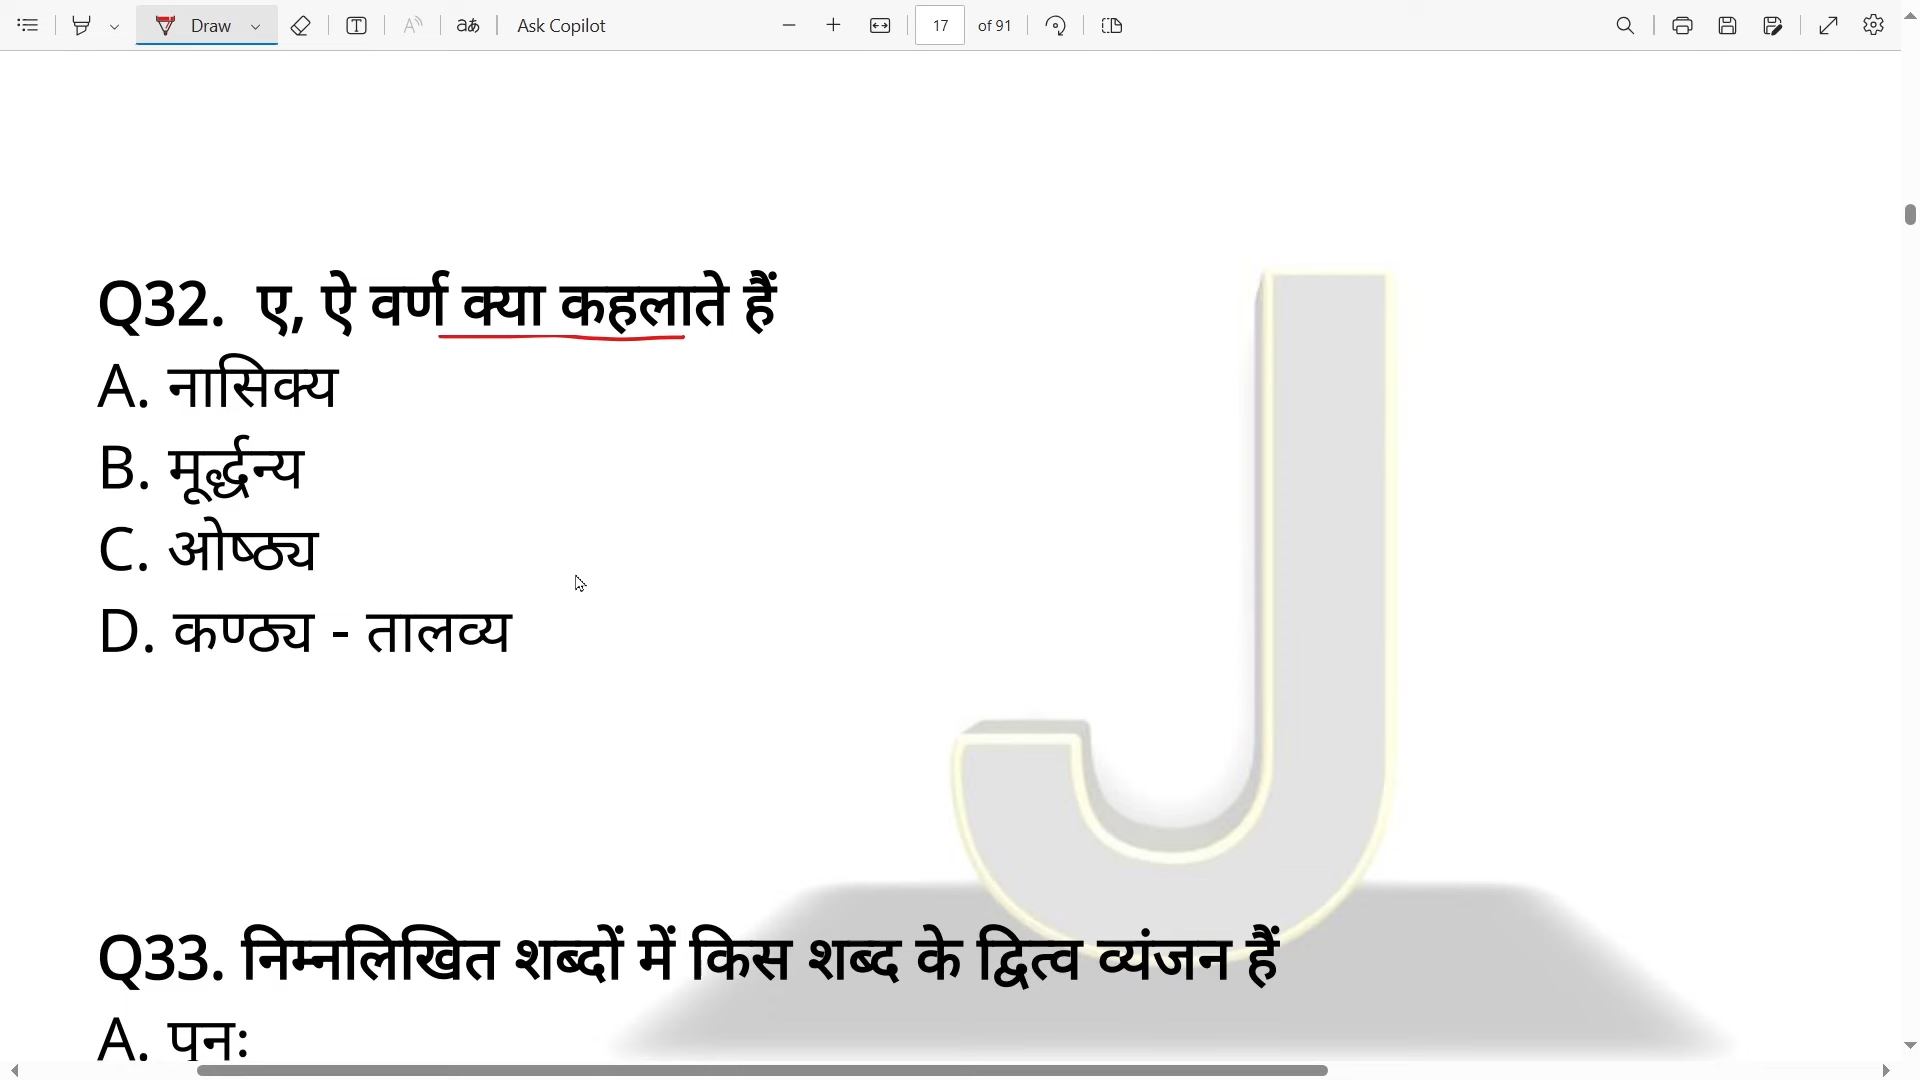 Draw
Ask Copilot
17 of 91
Q32. ए, ऐ वर्ण क्या कहलाते हैं
A. नासिक्य
B. मूर्द्धन्य
C. ओष्ठ्य
D. कण्ठ्य - तालव्य
Q33. निम्नलिखित शब्दों में किस शब्द के द्वित्व व्यंजन हैं
A. पनः
J